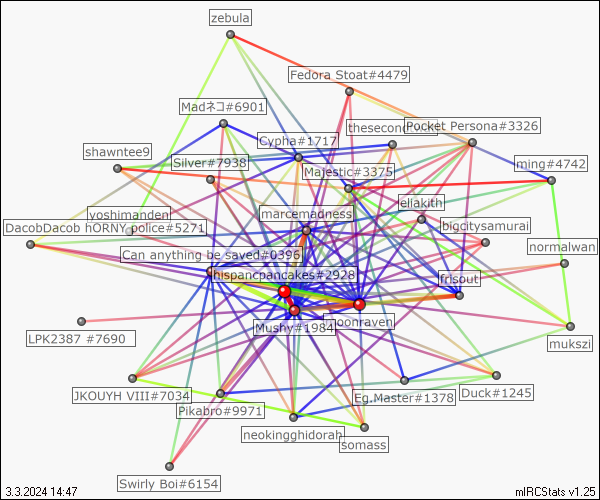 zebula
Fedora Stoat#4479
Madネコ#6901
Pocket Persona#3326
Cypha#1717
shawntee9
Silver#7938
Majestic#3375
ming#4742
eliakith
yoshimanden
marcemadness
DacobDacob hORNY police#5271
bigcitysamurai
normalwan
Can anything be saved#0396
hispancpancakes#2928
frisout
Mushy#1984
LPK2387 #7690
mukszi
JKOUYH VIII#7034
Eg.Master#1378
Duck#1245
Pikabro#9971
neokingghidorah
somass
Swirly Boi#6154
3.3.2024 14:47
mIRCStats v1.25